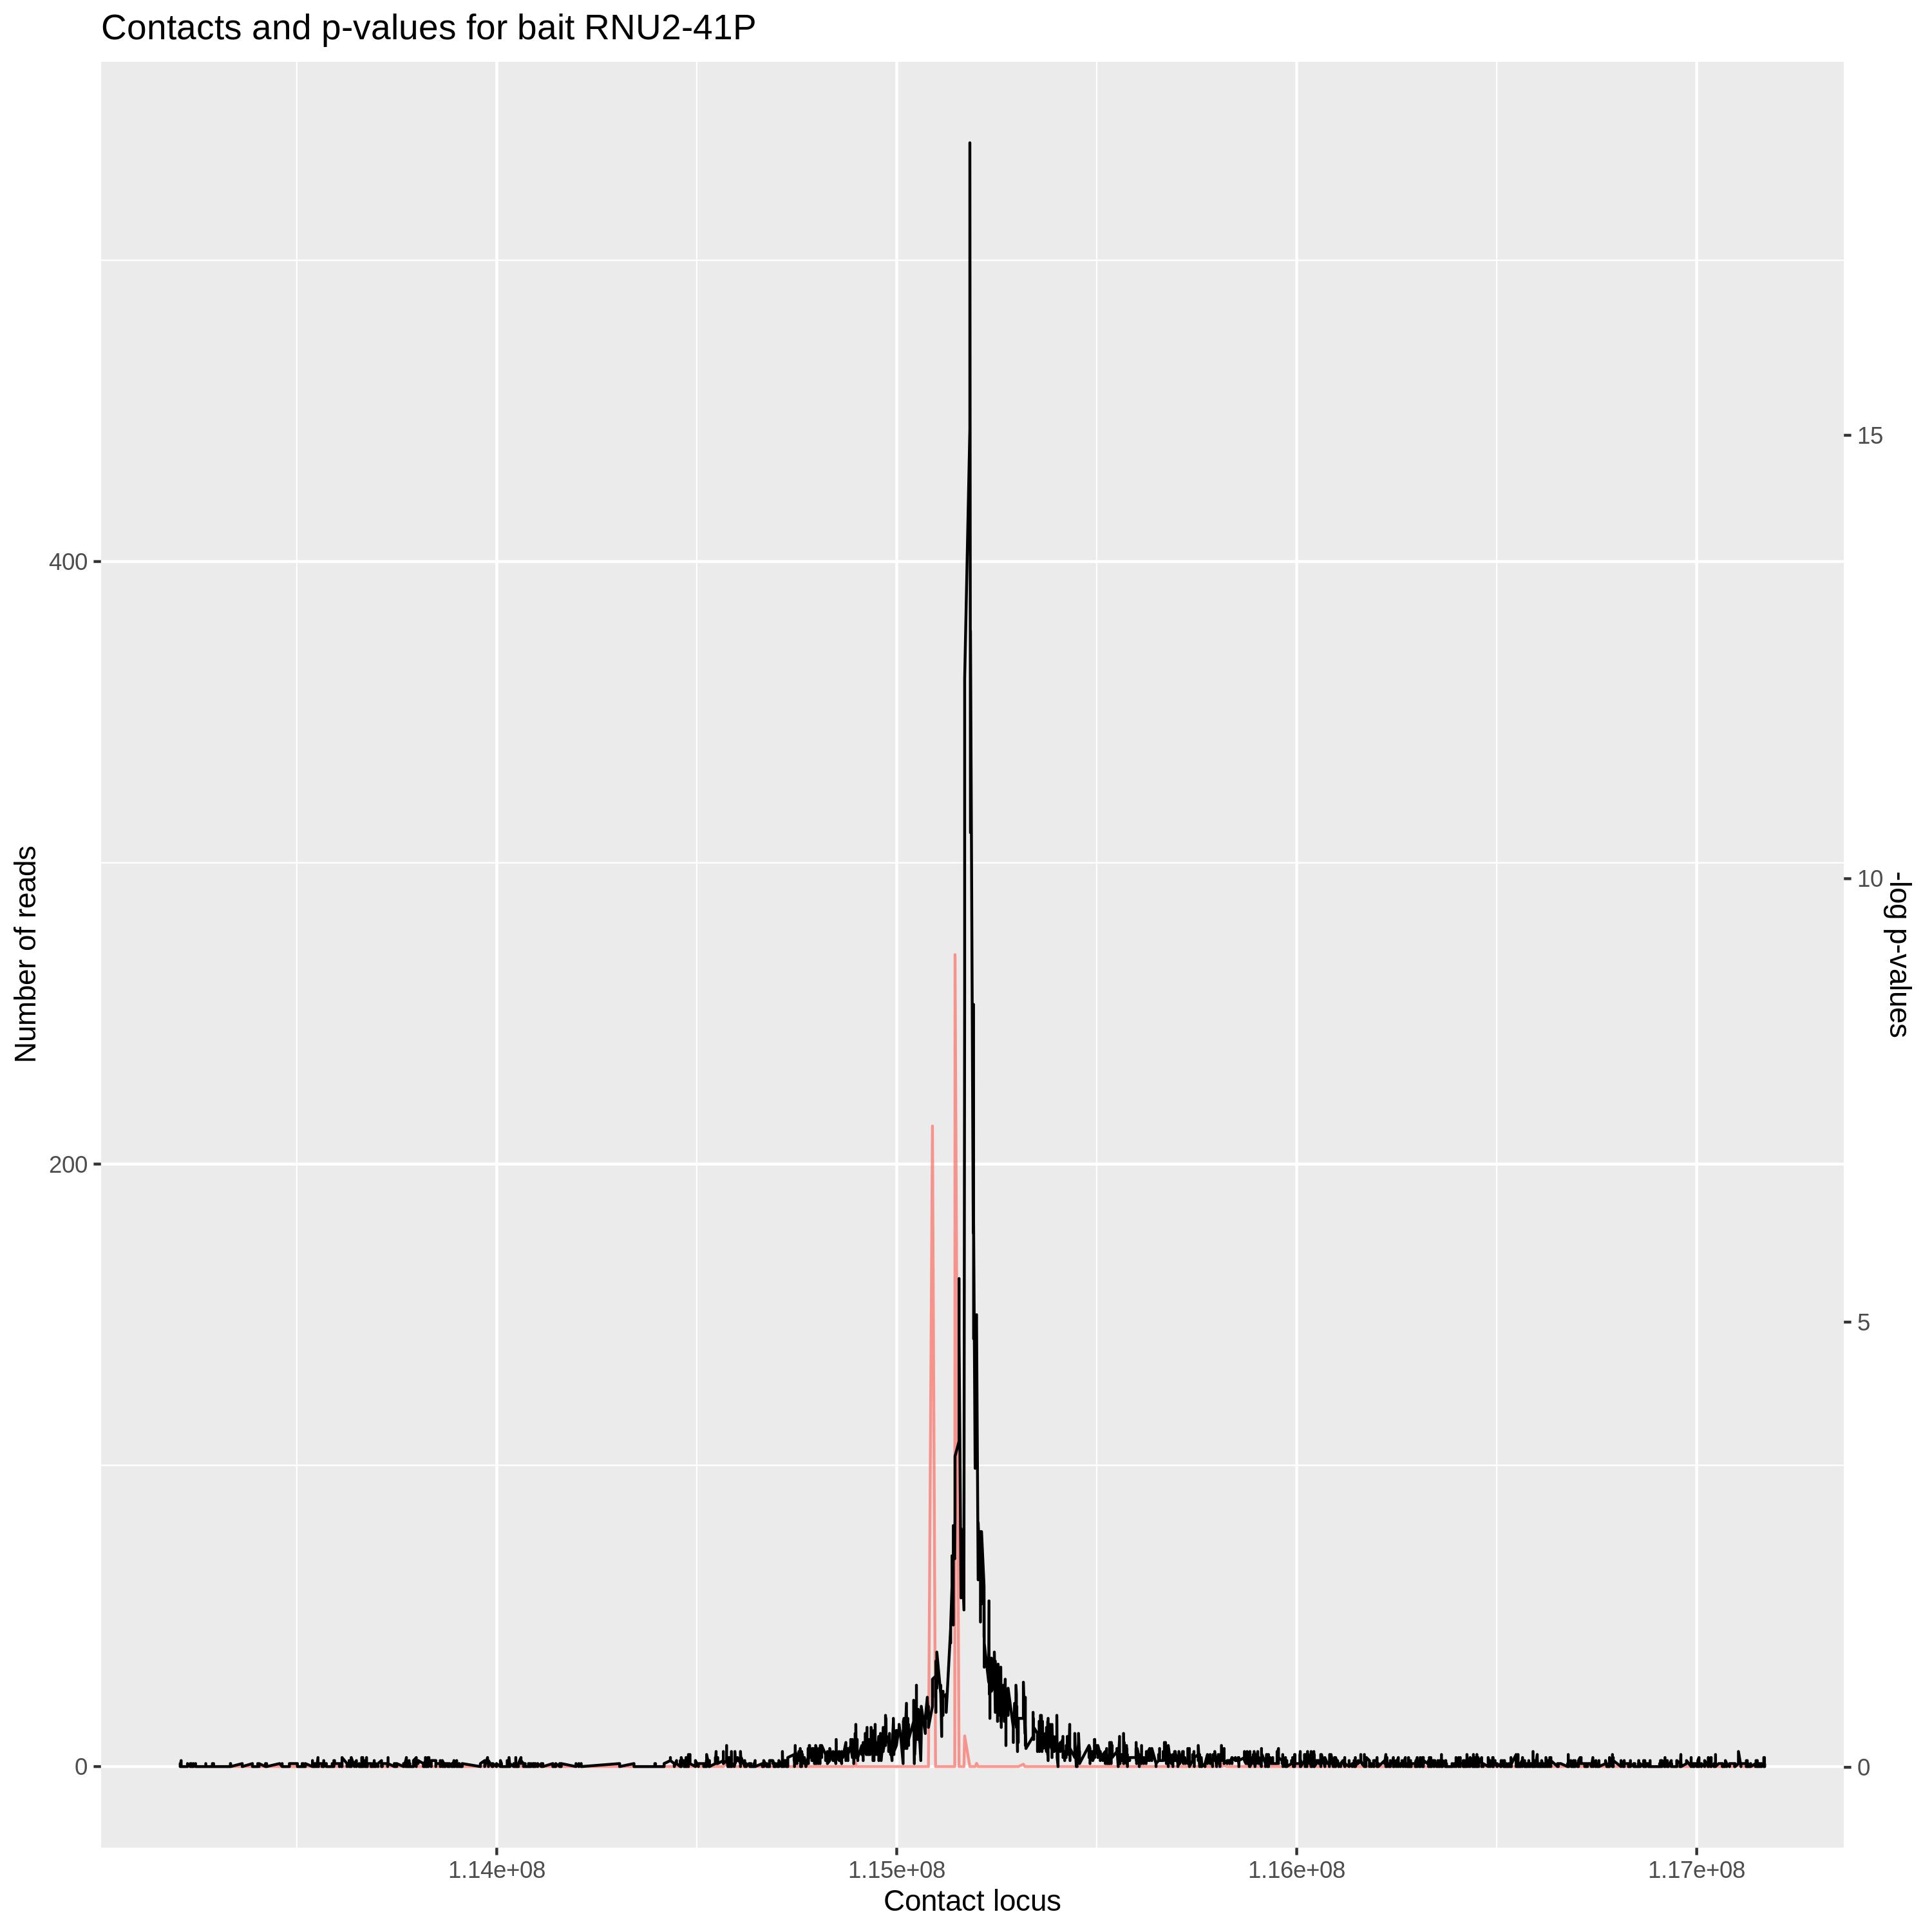 Contacts and p-values for bait RNU2-41P
Number of reads
400
200
0
15
10
5
0
-log p-values
1.14e+08
1.15e+08
1.16e+08
1.17e+08
Contact locus